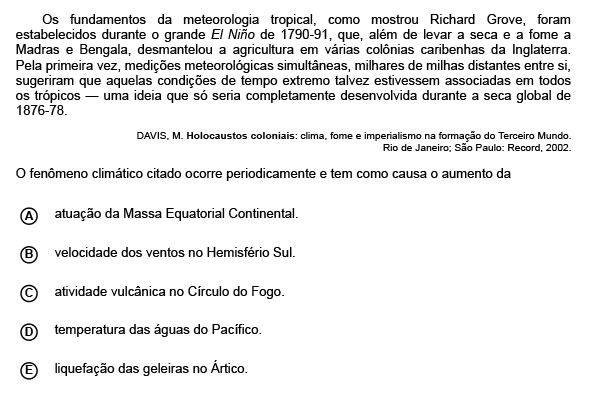 Os fundamentos da meteorologia tropical, como mostrou Richard Grove, foram
estabelecidos durante o grande El Niño de 1790-91, que, além de levar a seca e a fome a
Madras e Bengala, desmantelou a agricultura em várias colônias caribenhas da Inglaterra.
Pela primeira vez, medições meteorológicas simultâneas, milhares de milhas distantes entre si,
sugeriram que aquelas condições de tempo extremo talvez estivessem associadas em todos
os trópicos — uma ideia que só seria completamente desenvolvida durante a seca global de
1876-78.
DAVIS, M. Holocaustos coloniais: clima, fome e imperialismo na formação do Terceiro Mundo.
Rio de Janeiro; São Paulo: Record, 2002.
O fenômeno climático citado ocorre periodicamente e tem como causa o aumento da
A atuação da Massa Equatorial Continental.
B velocidade dos ventos no Hemisfério Sul.
C atividade vulcânica no Círculo do Fogo.
D temperatura das águas do Pacífico.
E liquefação das geleiras no Ártico.